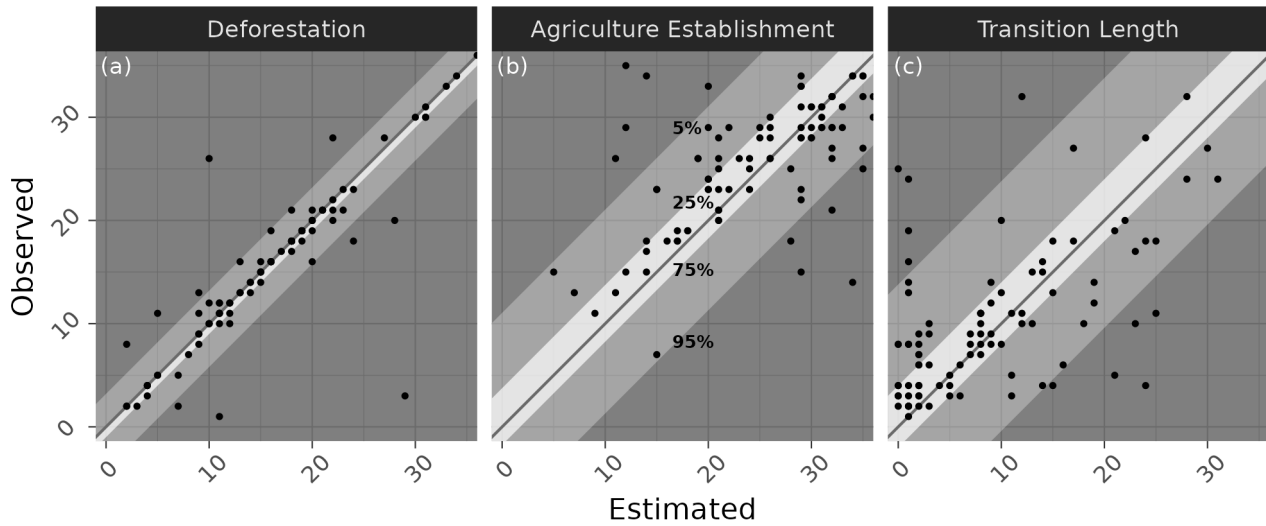 Deforestation
Agriculture Establishment
Transition Length
(a)
(b)
(c)
5%
25%
75%
95%
Observed
30
20
10
0
0
10
20
30
0
10
20
30
0
10
20
30
Estimated